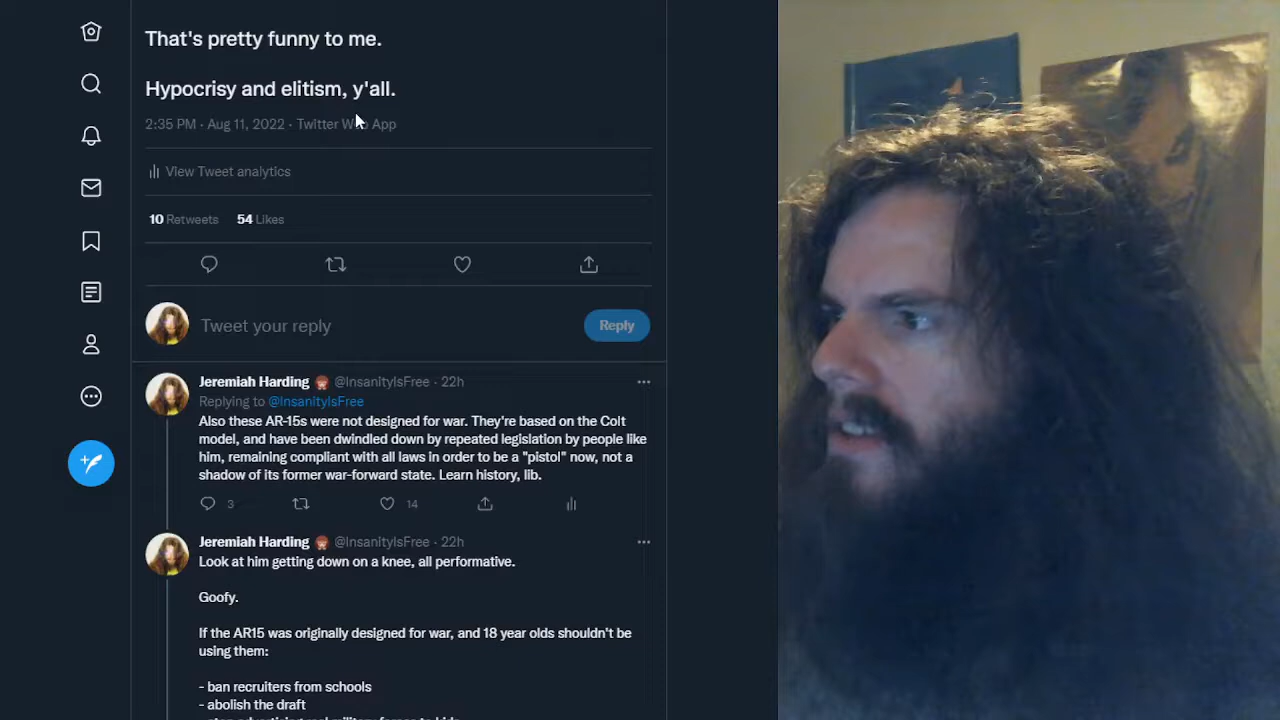 That's pretty funny to me.
Hypocrisy and elitism, y'all.
2:35 PM · Aug 11, 2022 · Twitter Web App
View Tweet analytics
10 Retweets 54 Likes
Tweet your reply
Reply
Jeremiah Harding @InsanityIsFree · 22h
Replying to @InsanityIsFree
Also these AR-15s were not designed for war. They're based on the Colt
model, and have been dwindled down by repeated legislation by people like
him, remaining compliant with all laws in order to be a "pistol" now, not a
shadow of its former war-forward state. Learn history, lib.
3 14
Jeremiah Harding @InsanityIsFree · 22h
Look at him getting down on a knee, all performative.
Goofy.
If the AR15 was originally designed for war, and 18 year olds shouldn't be
using them:
- ban recruiters from schools
- abolish the draft